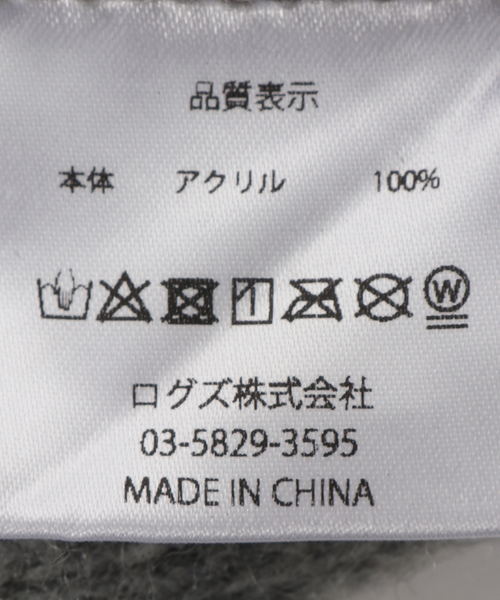 品質表示
本体 アクリル 100%
W
ログズ株式会社
03-5829-3595
MADE IN CHINA